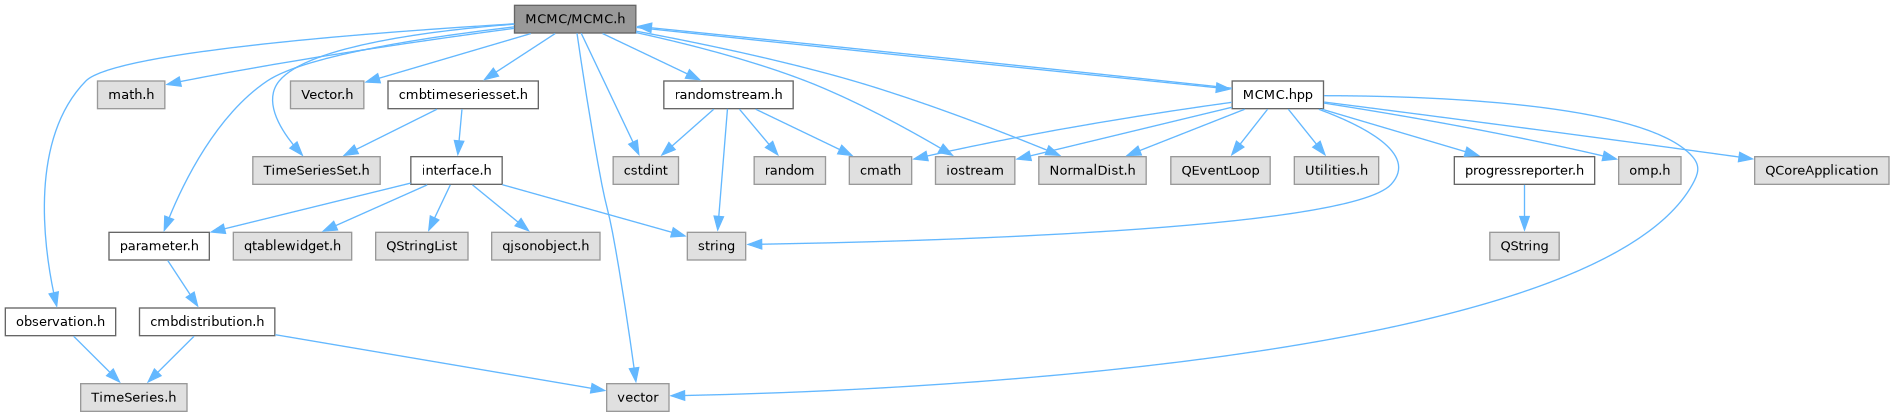 MCMC/MCMC.h
math.h
Vector.h
cmbtimeseriesset.h
randomstream.h
MCMC.hpp
TimeSeriesSet.h
interface.h
cstdint
random
cmath
iostream
NormalDist.h
QEventLoop
Utilities.h
progressreporter.h
omp.h
QCoreApplication
parameter.h
qtablewidget.h
QStringList
qjsonobject.h
string
QString
observation.h
cmbdistribution.h
TimeSeries.h
vector